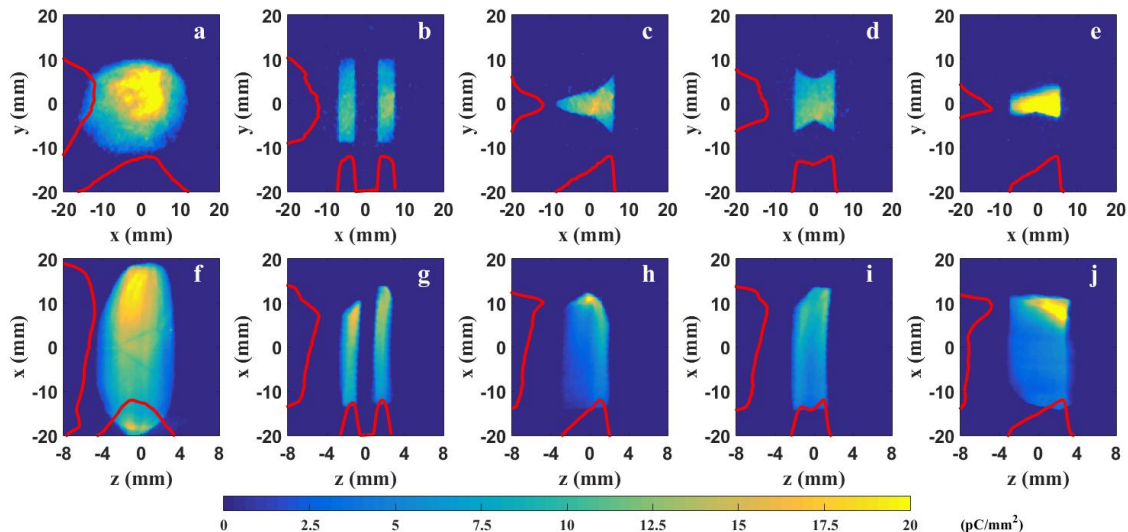 20 a 20 b 20 c 20 d 20 e
10 10 10 10 10
0 0 0 0 0
-10 -10 -10 -10 -10
-20 -20 -20 -20 -20
y (mm) y (mm) y (mm) y (mm) y (mm)
-20 -10 0 10 20 -20 -10 0 10 20 -20 -10 0 10 20 -20 -10 0 10 20 -20 -10 0 10 20
x (mm) x (mm) x (mm) x (mm) x (mm)
20 f 20 g 20 h 20 i 20 j
10 10 10 10 10
0 0 0 0 0
-10 -10 -10 -10 -10
-20 -20 -20 -20 -20
x (mm) x (mm) x (mm) x (mm) x (mm)
-8 -4 0 4 8 -8 -4 0 4 8 -8 -4 0 4 8 -8 -4 0 4 8 -8 -4 0 4 8
z (mm) z (mm) z (mm) z (mm) z (mm)
0 2.5 5 7.5 10 12.5 15 17.5 20 (pC/mm²)